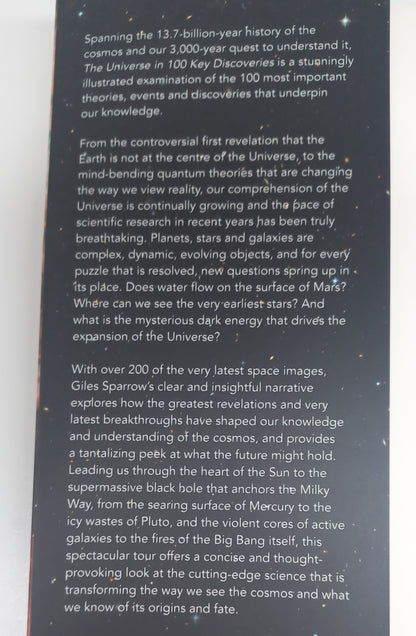 Spanning the 13.7-billion-year history of the
cosmos and our 3,000-year quest to understand it,
The Universe in 100 Key Discoveries is a stunningly
illustrated examination of the 100 most important
theories, events and discoveries that underpin
our knowledge.
From the controversial first revelation that the
Earth is not at the centre of the Universe, to the
mind-bending quantum theories that are changing
the way we view reality, our comprehension of the
Universe is continually growing and the pace of
scientific research in recent years has been truly
breathtaking. Planets, stars and galaxies are
complex, dynamic, evolving objects, and for every
puzzle that is resolved, new questions spring up in
its place. Does water flow on the surface of Mars?
Where can we see the very earliest stars? And
what is the mysterious dark energy that drives the
expansion of the Universe?
With over 200 of the very latest space images,
Giles Sparrow's clear and insightful narrative
explores how the greatest revelations and very
latest breakthroughs have shaped our knowledge
and understanding of the cosmos, and provides
a tantalizing peek at what the future might hold.
Leading us through the heart of the Sun to the
supermassive black hole that anchors the Milky
Way, from the searing surface of Mercury to the
icy wastes of Pluto, and the violent cores of active
galaxies to the fires of the Big Bang itself, this
spectacular tour offers a concise and thought-
provoking look at the cutting-edge science that is
transforming the way we see the cosmos and what
we know of its origins and fate.